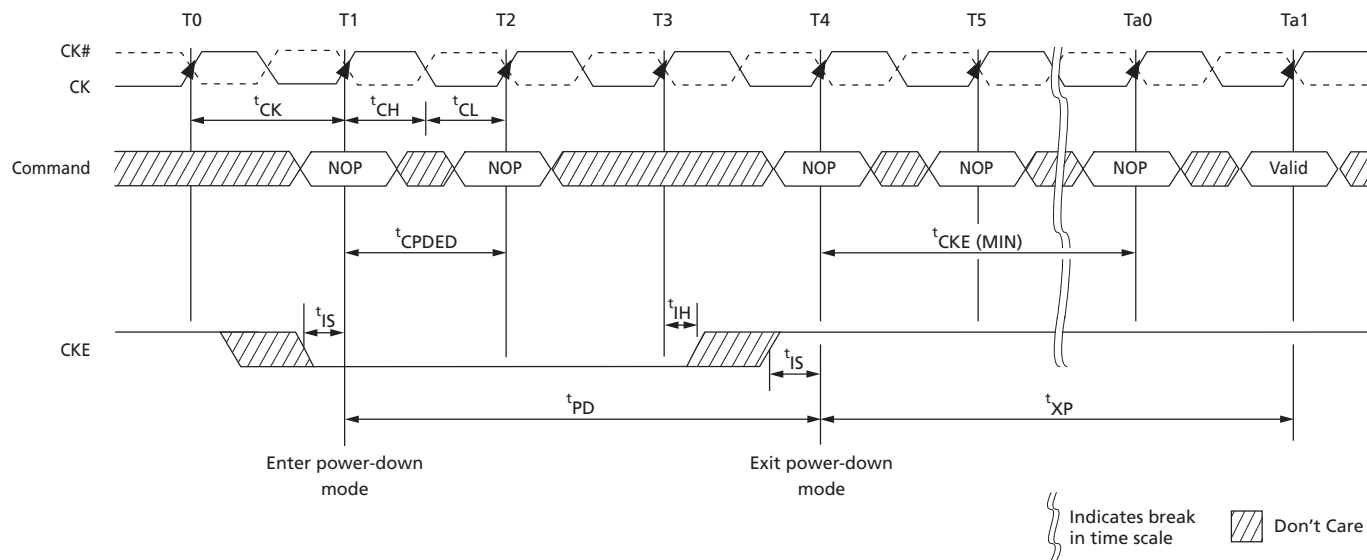 T0 T1 T2 T3 T4 T5 Ta0 Ta1
CK#
CK
tCK tCH tCL
Command NOP NOP NOP NOP NOP Valid
tCPDED tCKE (MIN)
tIS tIH
CKE
tIS
tPD tXP
Enter power-down
mode
Exit power-down
mode
Indicates break
in time scale
Don't Care